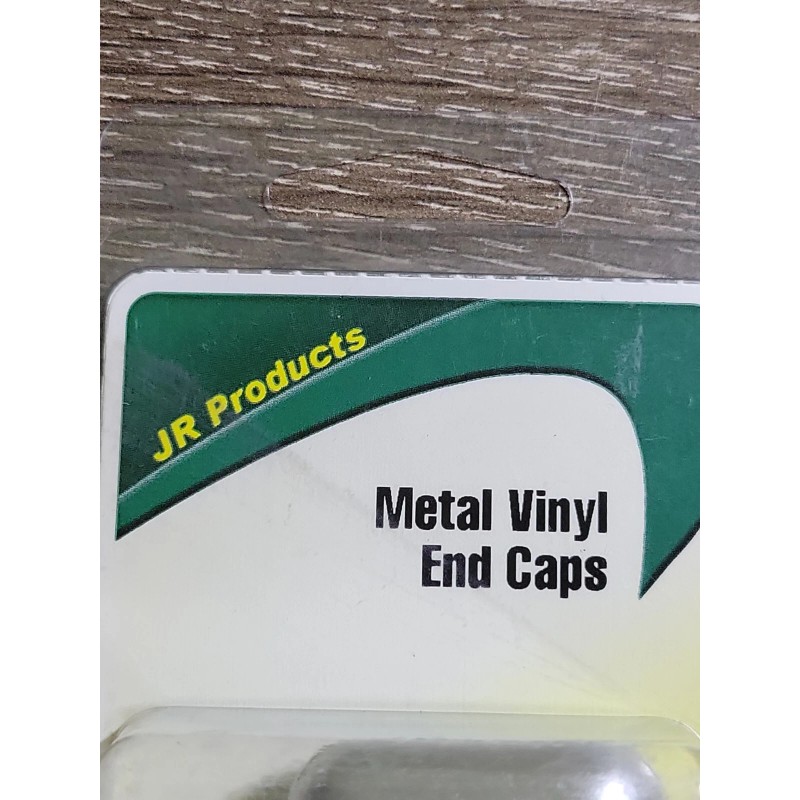 JR Products
Metal Vinyl
End Caps